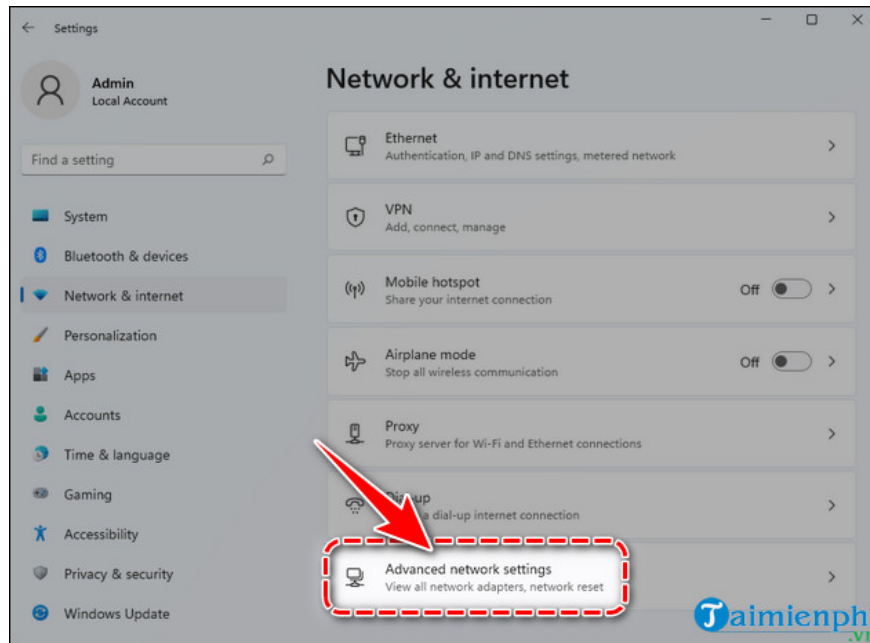 Settings
Admin
Local Account
Find a setting
System
Bluetooth & devices
Network & internet
Personalization
Apps
Accounts
Time & language
Gaming
Accessibility
Privacy & security
Windows Update
Network & internet
Ethernet
Authentication, IP and DNS settings, metered network
VPN
Add, connect, manage
Mobile hotspot
Share your internet connection
Off
Airplane mode
Stop all wireless communication
Off
Proxy
Proxy server for Wi-Fi and Ethernet connections
Dial-up
a dial-up internet connection
Advanced network settings
View all network adapters, network reset
Taimienph
.vn